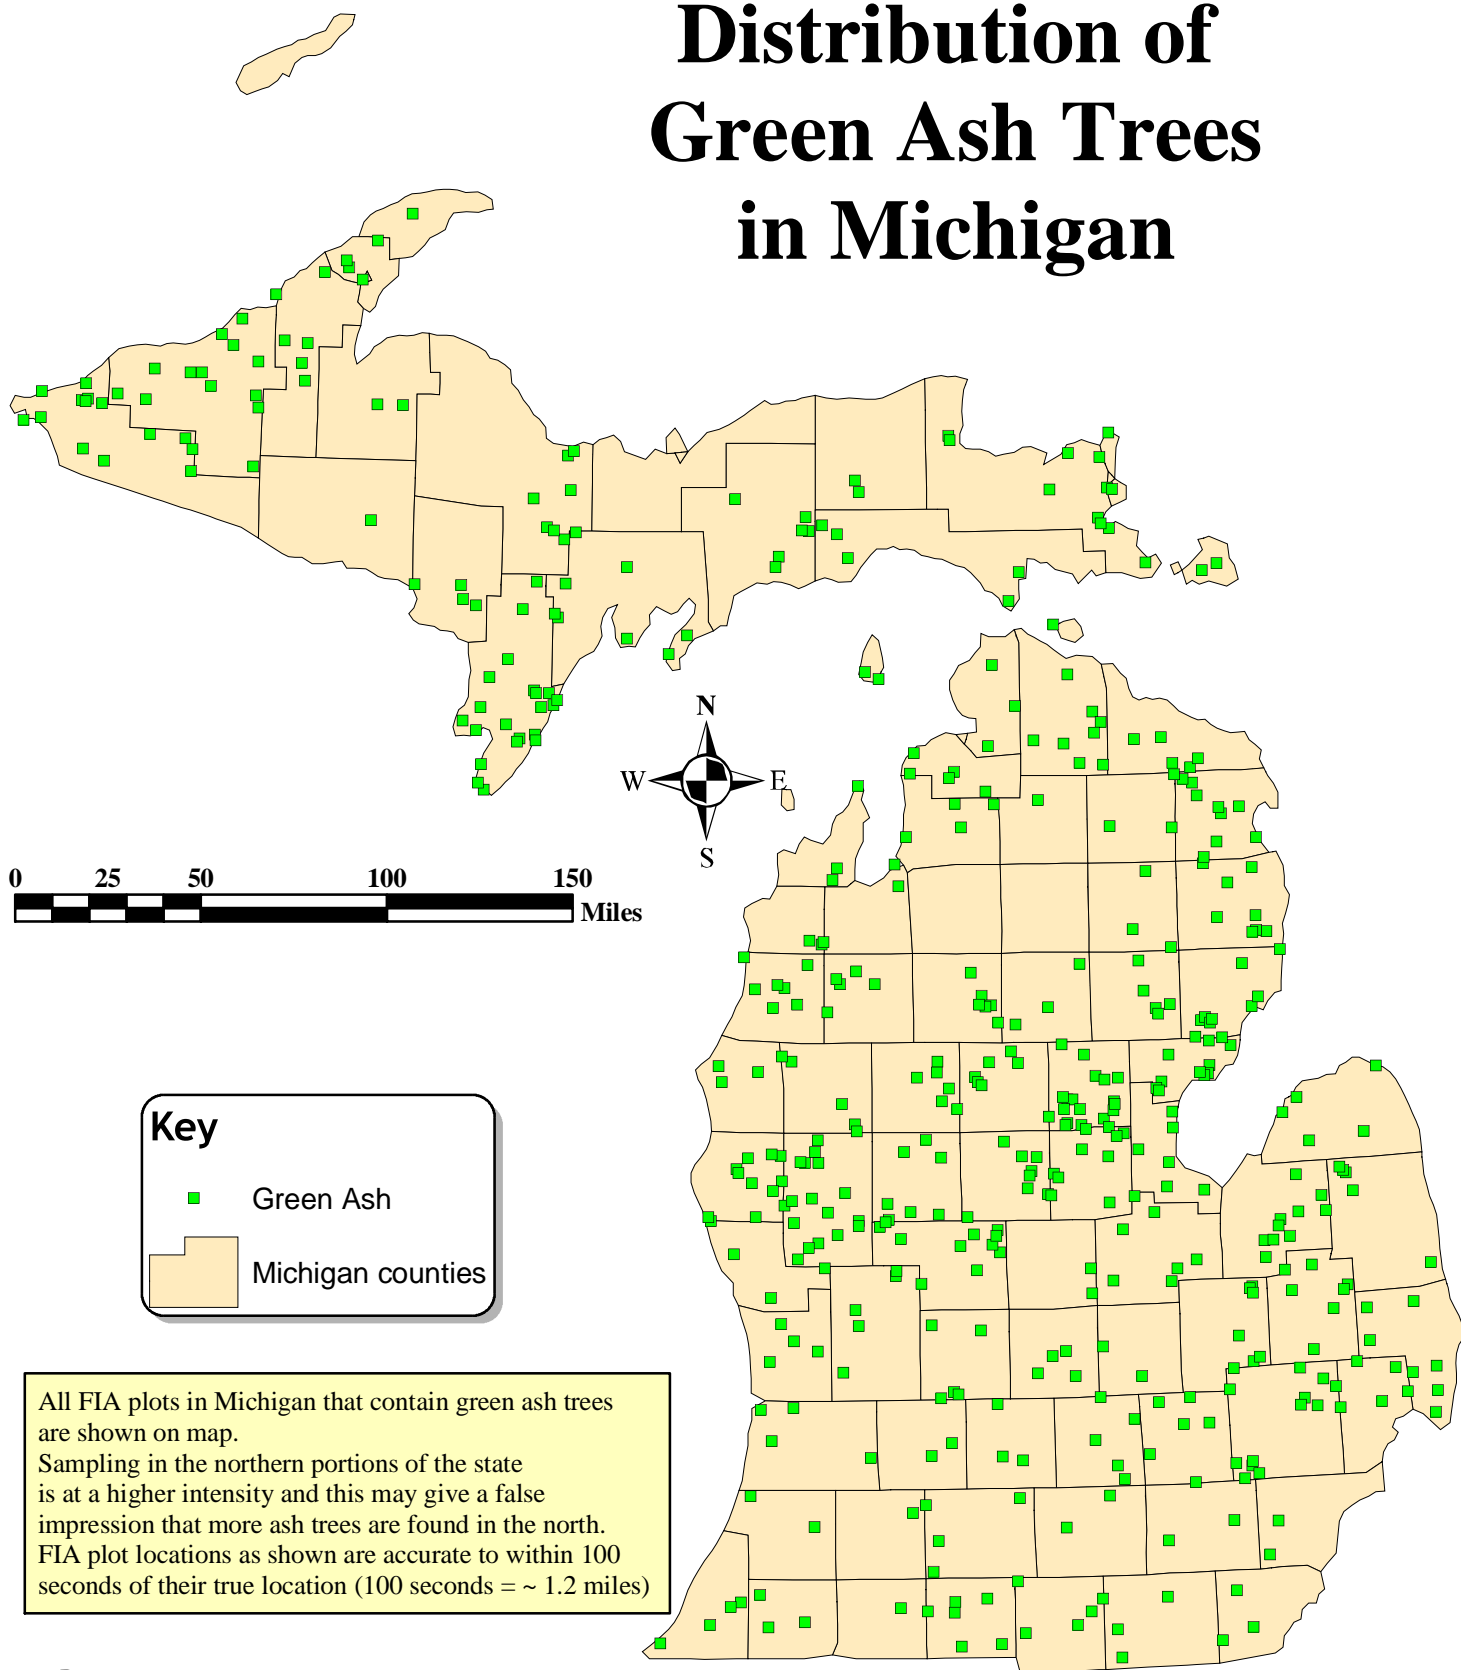 Distribution of
Green Ash Trees
in Michigan
N
W E
S
0 25 50 100 150
Miles
Key
Green Ash
Michigan counties
All FIA plots in Michigan that contain green ash trees
are shown on map.
Sampling in the northern portions of the state
is at a higher intensity and this may give a false
impression that more ash trees are found in the north.
FIA plot locations as shown are accurate to within 100
seconds of their true location (100 seconds = ~ 1.2 miles)